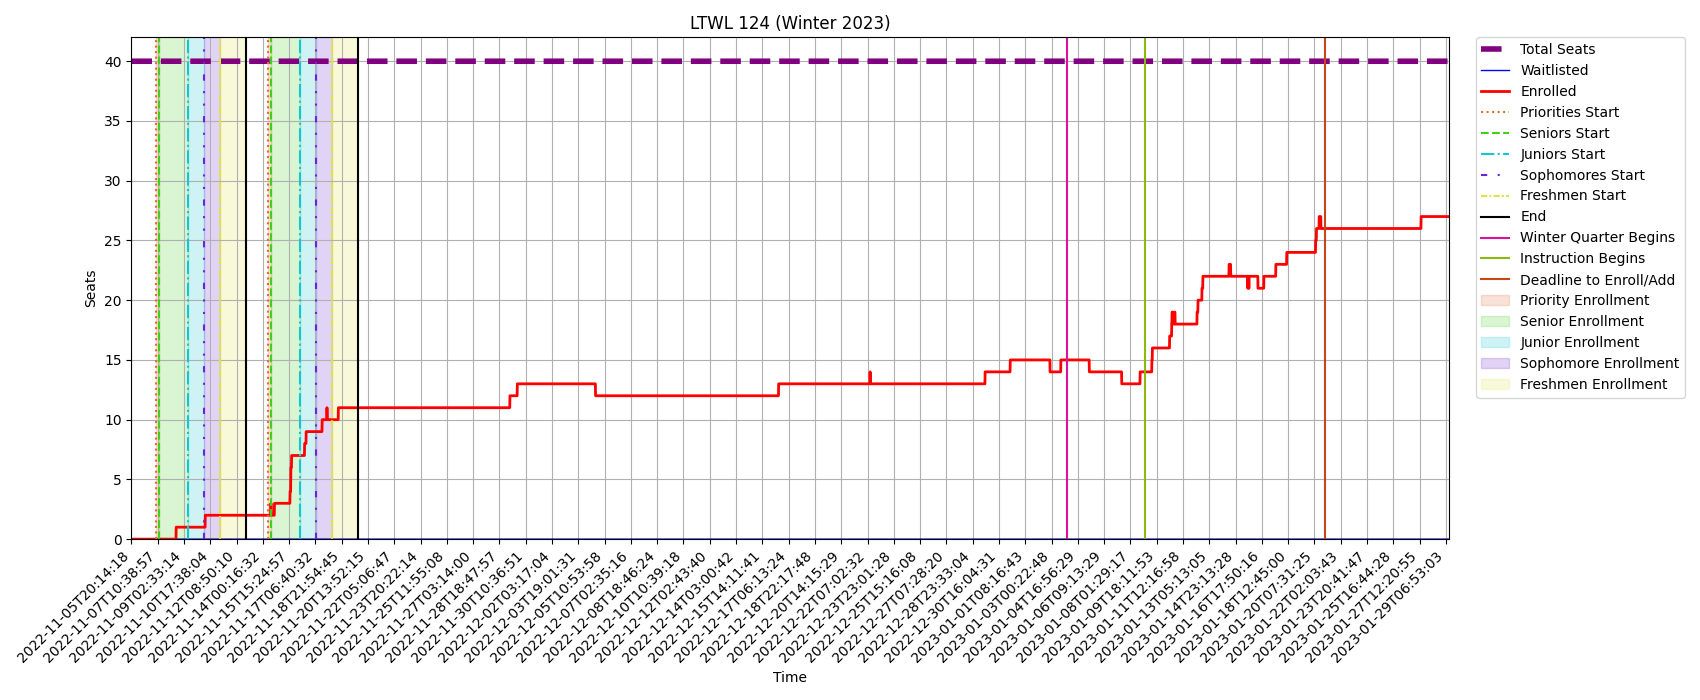 LTWL 124 (Winter 2023)
Seats
40
35
30
25
20
15
10
5
0
2022-11-05T20:14:18
2022-11-07T10:38:57
2022-11-09T02:33:14
2022-11-10T17:38:04
2022-11-12T08:50:16
2022-11-14T00:16:32
2022-11-15T15:24:57
2022-11-17T06:40:32
2022-11-18T21:54:45
2022-11-20T13:52:15
2022-11-22T05:06:47
2022-11-23T20:22:14
2022-11-25T11:55:08
2022-11-27T03:14:00
2022-11-28T18:47:57
2022-11-30T10:36:51
2022-12-02T03:17:04
2022-12-03T19:01:31
2022-12-05T10:53:58
2022-12-07T02:35:16
2022-12-08T18:46:24
2022-12-10T10:39:18
2022-12-12T02:43:40
2022-12-14T03:00:42
2022-12-15T14:11:41
2022-12-17T06:13:24
2022-12-18T22:17:48
2022-12-20T14:15:29
2022-12-22T07:02:32
2022-12-23T23:01:28
2022-12-25T15:16:09
2022-12-27T07:28:20
2022-12-28T23:33:04
2022-12-30T16:04:31
2023-01-01T08:16:43
2023-01-03T00:22:48
2023-01-04T16:56:29
2023-01-06T09:13:29
2023-01-08T01:29:17
2023-01-09T18:11:53
2023-01-11T12:16:58
2023-01-13T05:13:05
2023-01-14T23:13:28
2023-01-16T17:50:16
2023-01-18T12:45:00
2023-01-20T07:31:25
2023-01-22T02:03:45
2023-01-23T20:41:47
2023-01-25T16:44:28
2023-01-27T12:20:55
2023-01-29T06:53:03
Time
Total Seats
Waitlisted
Enrolled
Priorities Start
Seniors Start
Juniors Start
Sophomores Start
Freshmen Start
End
Winter Quarter Begins
Instruction Begins
Deadline to Enroll/Add
Priority Enrollment
Senior Enrollment
Junior Enrollment
Sophomore Enrollment
Freshmen Enrollment